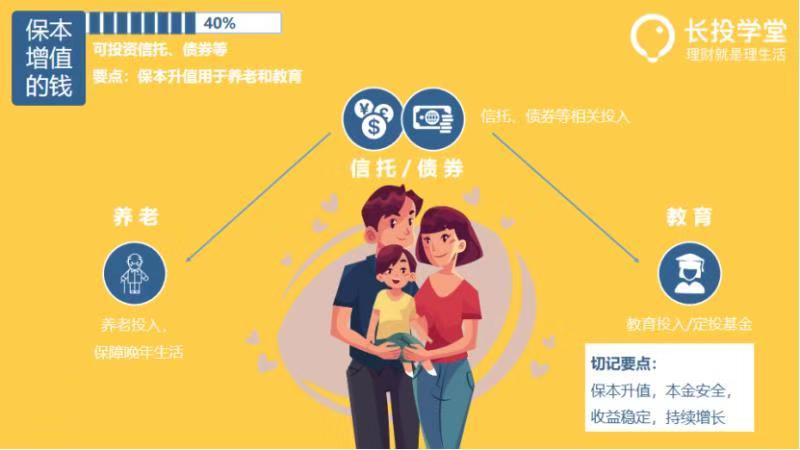 保本
增值
的钱
40%
可投资信托、债券等
要点：保本升值用于养老和教育
长投学堂
理财就是理生活
¥
€
$
信托、债券等相关投入
信托/债券
养老
教育
养老投入，
保障晚年生活
教育投入/定投基金
切记要点：
保本升值，本金安全，
收益稳定，持续增长